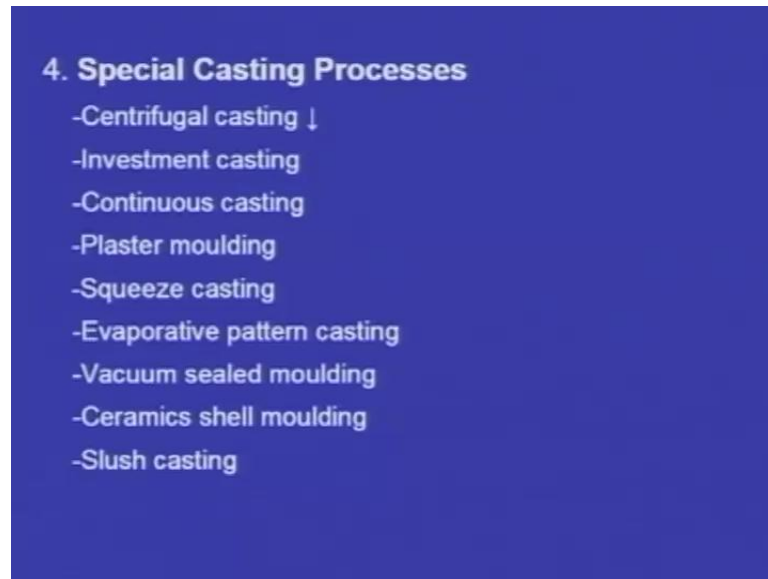 4. Special Casting Processes
-Centrifugal casting ↓
-Investment casting
-Continuous casting
-Plaster moulding
-Squeeze casting
-Evaporative pattern casting
-Vacuum sealed moulding
-Ceramics shell moulding
-Slush casting